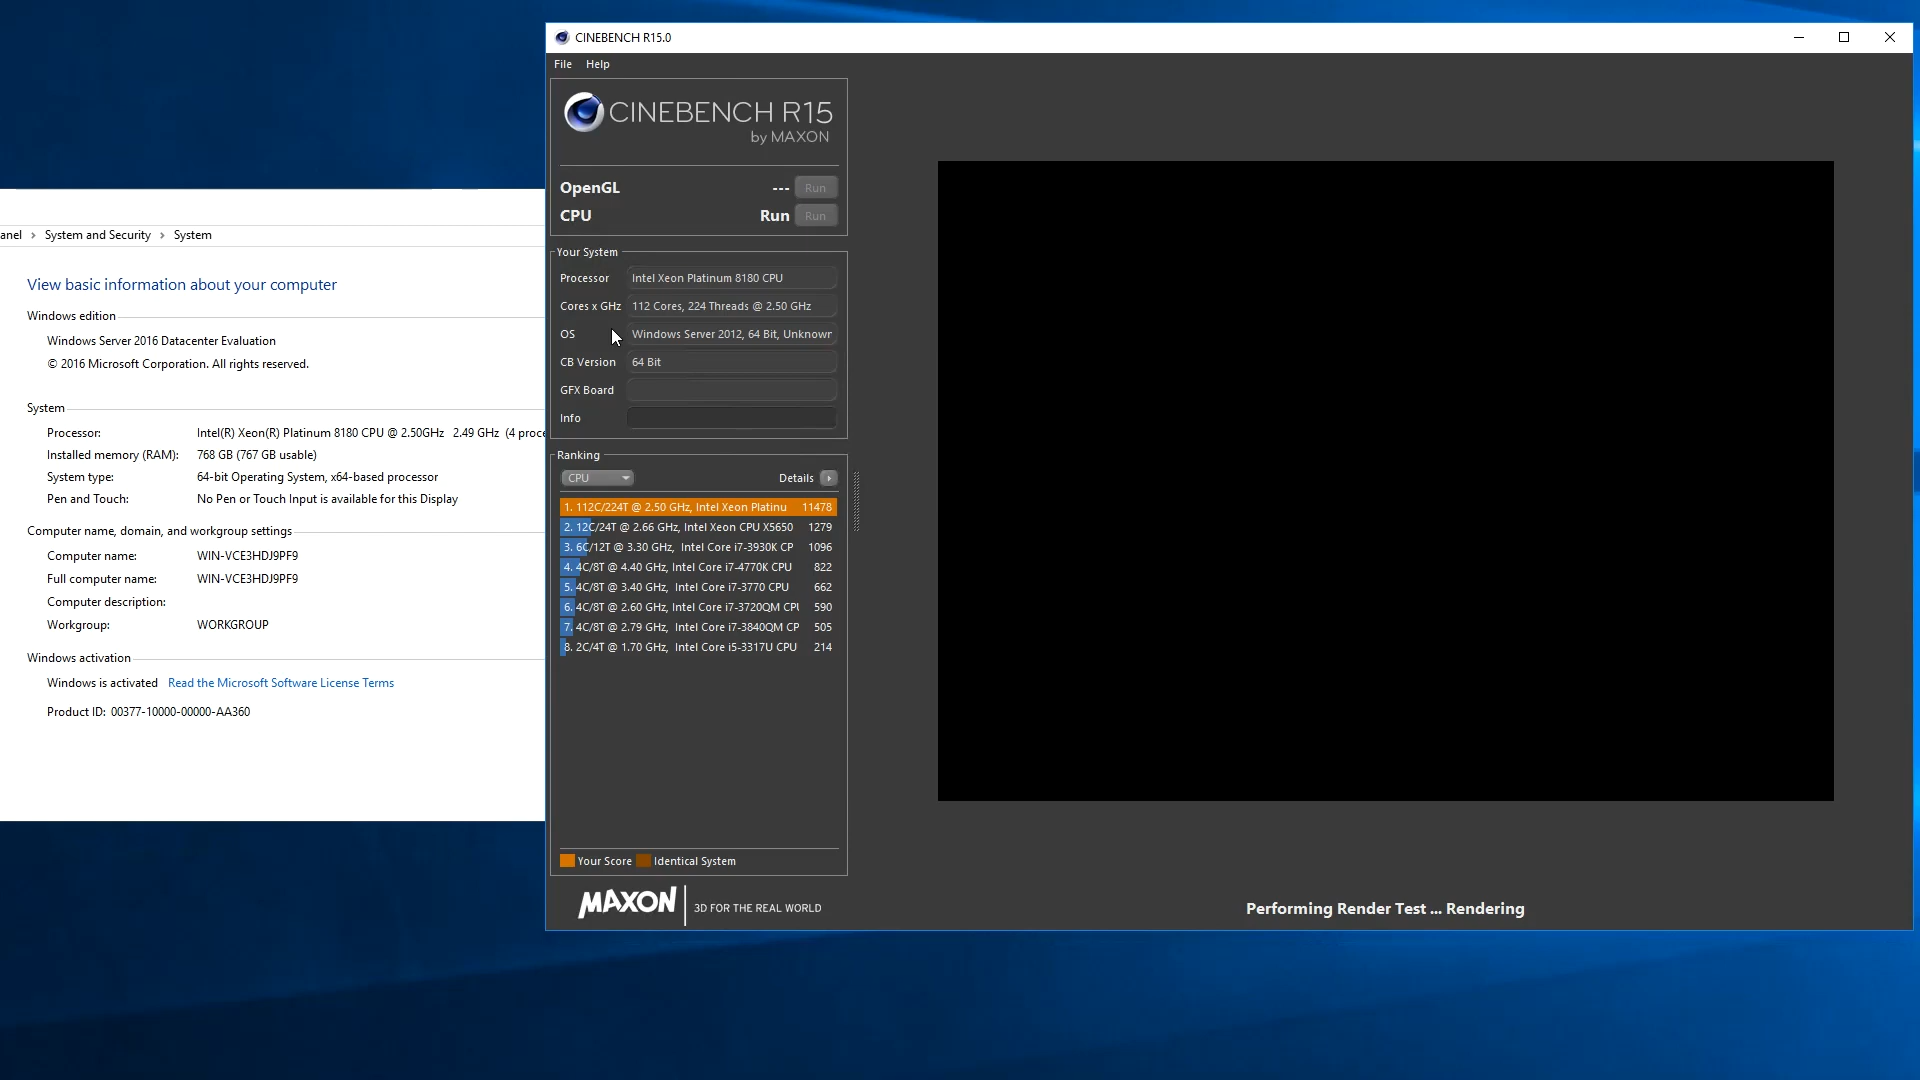 anel > System and Security > System
View basic information about your computer
Windows edition
Windows Server 2016 Datacenter Evaluation
© 2016 Microsoft Corporation. All rights reserved.
System
Processor: Intel(R) Xeon(R) Platinum 8180 CPU @ 2.50GHz 2.49 GHz (4 proce
Installed memory (RAM): 768 GB (767 GB usable)
System type: 64-bit Operating System, x64-based processor
Pen and Touch: No Pen or Touch Input is available for this Display
Computer name, domain, and workgroup settings
Computer name: WIN-VCE3HDJ9PF9
Full computer name: WIN-VCE3HDJ9PF9
Computer description:
Workgroup: WORKGROUP
Windows activation
Windows is activated Read the Microsoft Software License Terms
Product ID: 00377-10000-00000-AA360
CINEBENCH R15.0
File Help
CINEBENCH R15
by MAXON
OpenGL --- Run
CPU Run Run
Your System
Processor Intel Xeon Platinum 8180 CPU
Cores x GHz 112 Cores, 224 Threads @ 2.50 GHz
OS Windows Server 2012, 64 Bit, Unknowr
CB Version 64 Bit
GFX Board
Info
Ranking
CPU Details
1. 112C/224T @ 2.50 GHz, Intel Xeon Platinu 11478
2. 12C/24T @ 2.66 GHz, Intel Xeon CPU X5650 1279
3. 6C/12T @ 3.30 GHz, Intel Core i7-3930K CP 1096
4. 4C/8T @ 4.40 GHz, Intel Core i7-4770K CPU 822
5. 4C/8T @ 3.40 GHz, Intel Core i7-3770 CPU 662
6. 4C/8T @ 2.60 GHz, Intel Core i7-3720QM CPU 590
7. 4C/8T @ 2.79 GHz, Intel Core i7-3840QM CP 505
8. 2C/4T @ 1.70 GHz, Intel Core i5-3317U CPU 214
Your Score Identical System
MAXON 3D FOR THE REAL WORLD
Performing Render Test ... Rendering